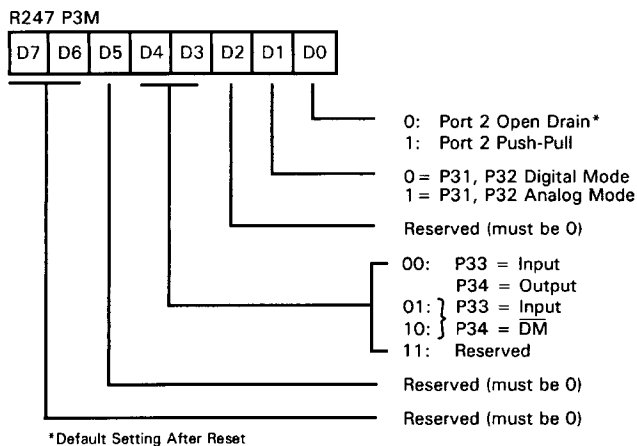 R247 P3M
D7 D6 D5 D4 D3 D2 D1 D0
0: Port 2 Open Drain*
1: Port 2 Push-Pull
0 = P31, P32 Digital Mode
1 = P31, P32 Analog Mode
Reserved (must be 0)
00: P33 = Input
P34 = Output
01: } P33 = Input
10: } P34 = D̅M̅
11: Reserved
Reserved (must be 0)
Reserved (must be 0)
*Default Setting After Reset